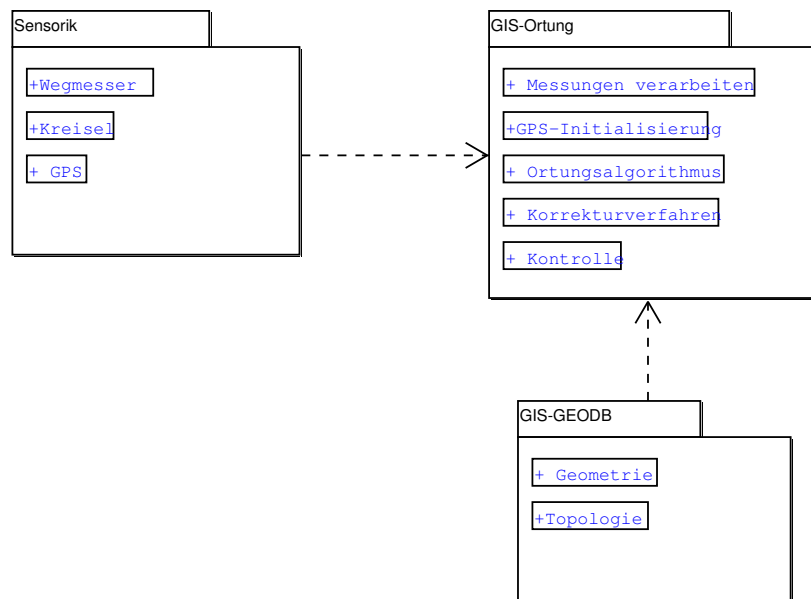 Sensorik
+Wegmesser
+Kreisel
+ GPS
GIS-Ortung
+ Messungen verarbeiten
+GPS-Initialisierung
+ Ortungsalgorithmus
+ Korrekturverfahren
+ Kontrolle
GIS-GEODB
+ Geometrie
+Topologie